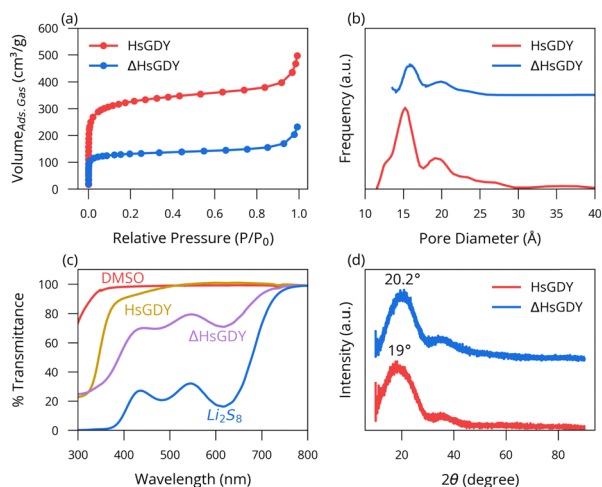 (a)
Volume_Ads. Gas (cm³/g)
600
500
400
300
200
100
0
HsGDY
ΔHsGDY
0.0 0.2 0.4 0.6 0.8 1.0
Relative Pressure (P/P₀)
(b)
Frequency (a.u.)
HsGDY
ΔHsGDY
10 15 20 25 30 35 40
Pore Diameter (Å)
(c)
% Transmittance
100
80
60
40
20
0
DMSO
HsGDY
ΔHsGDY
Li₂S₈
300 400 500 600 700 800
Wavelength (nm)
(d)
Intensity (a.u.)
20.2°
19°
HsGDY
ΔHsGDY
20 40 60 80
2θ (degree)